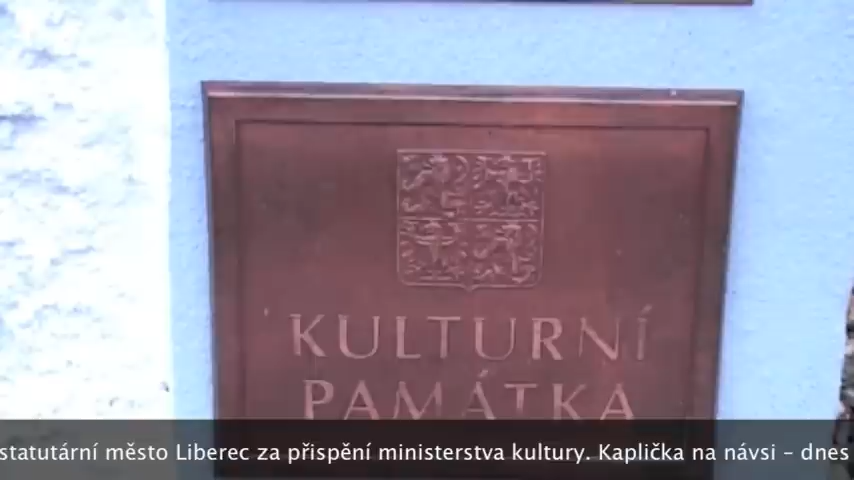 KULTURNÍ
PAMÁTKA
statutární město Liberec za přispění ministerstva kultury. Kaplička na návsi – dnes